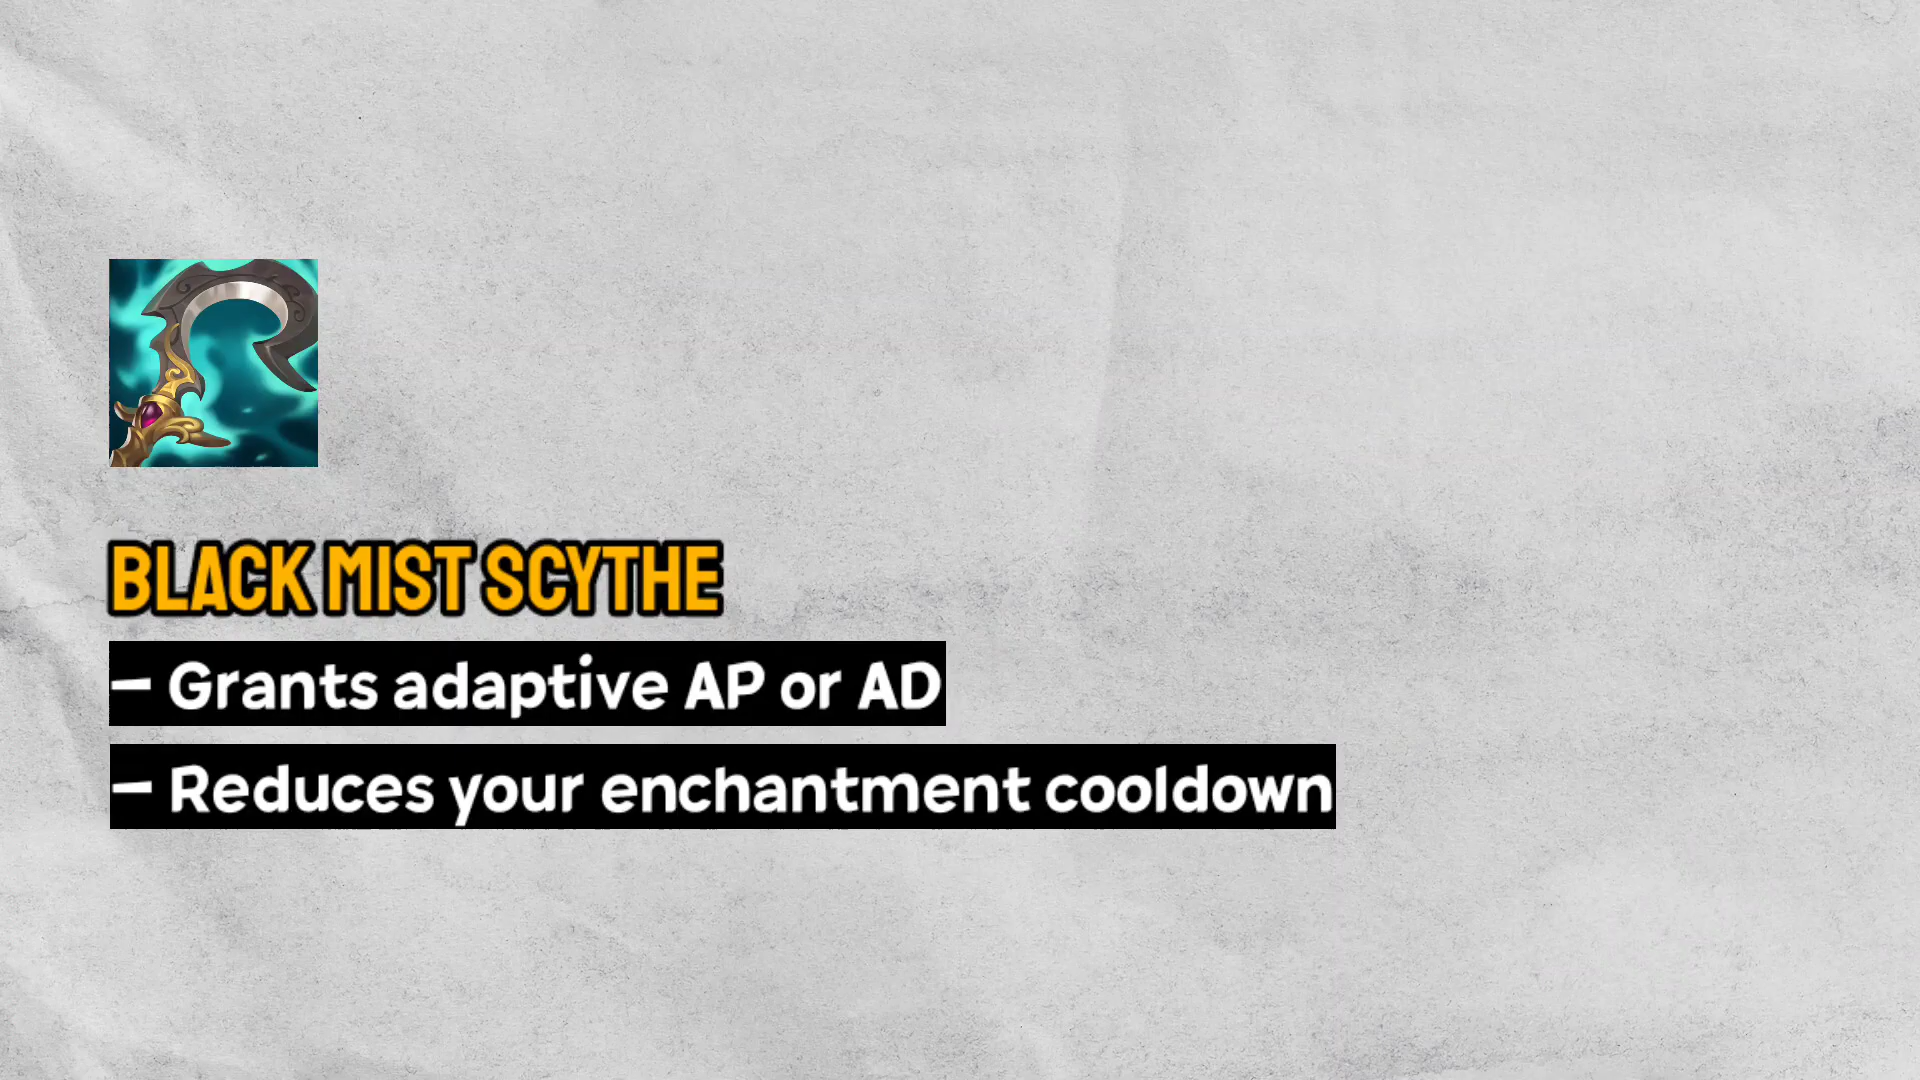 BLACK MIST SCYTHE
– Grants adaptive AP or AD
– Reduces your enchantment cooldown